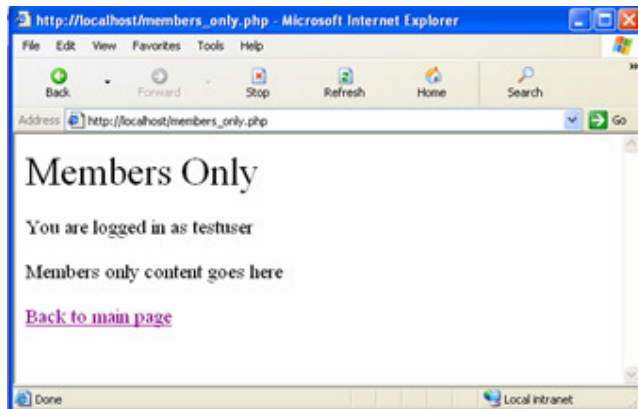 http://localhost/members_only.php - Microsoft Internet Explorer
File Edit View Favorites Tools Help
Back Forward Stop Refresh Home Search
Address http://localhost/members_only.php Go
Members Only
You are logged in as testuser
Members only content goes here
Back to main page
Done Local intranet